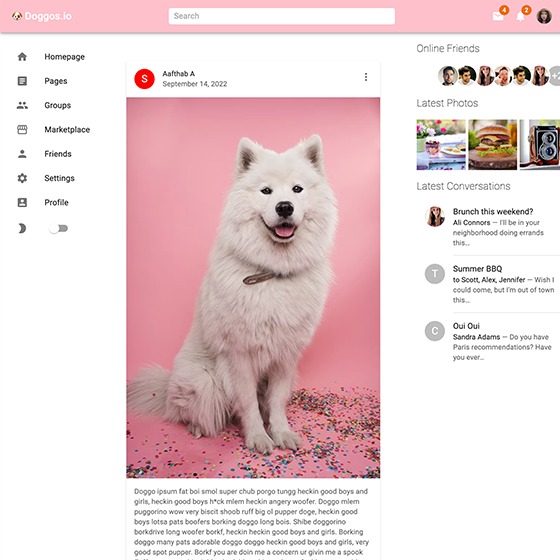 Doggos.io
Search
4
2
Homepage
Pages
Groups
Marketplace
Friends
Settings
Profile
S
Aafthab A
September 14, 2022
Doggo ipsum fat boi smol super chub porgo tungg heckin good boys and
girls, heckin good boys h*ck mlem heckin angery woofer. Doggo mlem
puggorino wow very biscit shoob ruff big ol pupper doge, heckin good
boys lotsa pats boofers borking doggo long bois. Shibe doggorino
borkdrive long woofer borkf, heckin good boys and girls. Borking
doggo many pats adorable doggo doggo heckin good boys and girls, very
good spot pupper. Borkf you are doin me a concern ur givin me a spook
Online Friends
+2
Latest Photos
Latest Conversations
Brunch this weekend?
Ali Connors — I'll be in your
neighborhood doing errands
this…
T
Summer BBQ
to Scott, Alex, Jennifer — Wish I
could come, but I'm out of town
this…
C
Oui Oui
Sandra Adams — Do you have
Paris recommendations? Have
you ever…